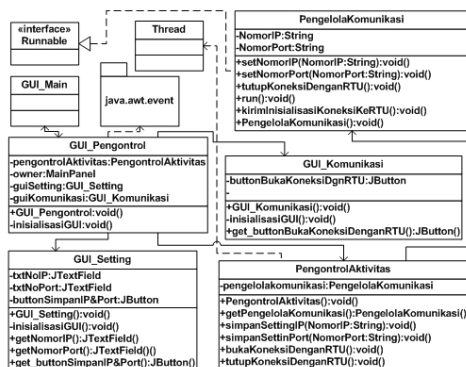 «interface»
Runnable
Thread
PengelolaKomunikasi
-NomorIP:String
-NomorPort:String
+setNomorIP(NomorIP:String):void()
+setNomorPort(NomorPort:String):void()
+tutupKoneksiDenganRTU():void()
+run():void()
+kirimInisialisasiKoneksiKeRTU():void()
+PengelolaKomunikasi():void()
GUI_Main
java.awt.event
GUI_Pengontrol
-pengontrolAktivitas:PengontrolAktivitas
-owner:MainPanel
-guiSetting:GUI_Setting
-guiKomunikasi:GUI_Komunikasi
+GUI_Pengontrol:void()
-inisialisasiGUI:void()
GUI_Komunikasi
-buttonBukaKoneksiDgnRTU:JButton
-
+GUI_Komunikasi():void()
-inisialisasiGUI():void()
+get_buttonBukaKoneksiDenganRTU():JButton()
GUI_Setting
-txtNoIP:JTextField
-txtNoPort:JTextField
-buttonSimpanIP&Port:JButton
+GUI_Setting():void()
-inisialisasiGUI():void()
+getNomorIP():JTextField()
+getNomorPort():JTextField()()
+get_buttonSimpanIP&Port():JButton()
PengontrolAktivitas
-pengelolakomunikasi:PengelolaKomunikasi
+PengontrolAktivitas():void()
+getPengelolaKomunikasi():PengelolaKomunikasi()
+simpanSettingIP(NomorIP:String):void()
+simpanSettinPort(NomorPort:String):void()
+bukaKoneksiDenganRTU():void()
+tutupKoneksiDenganRTU():void()